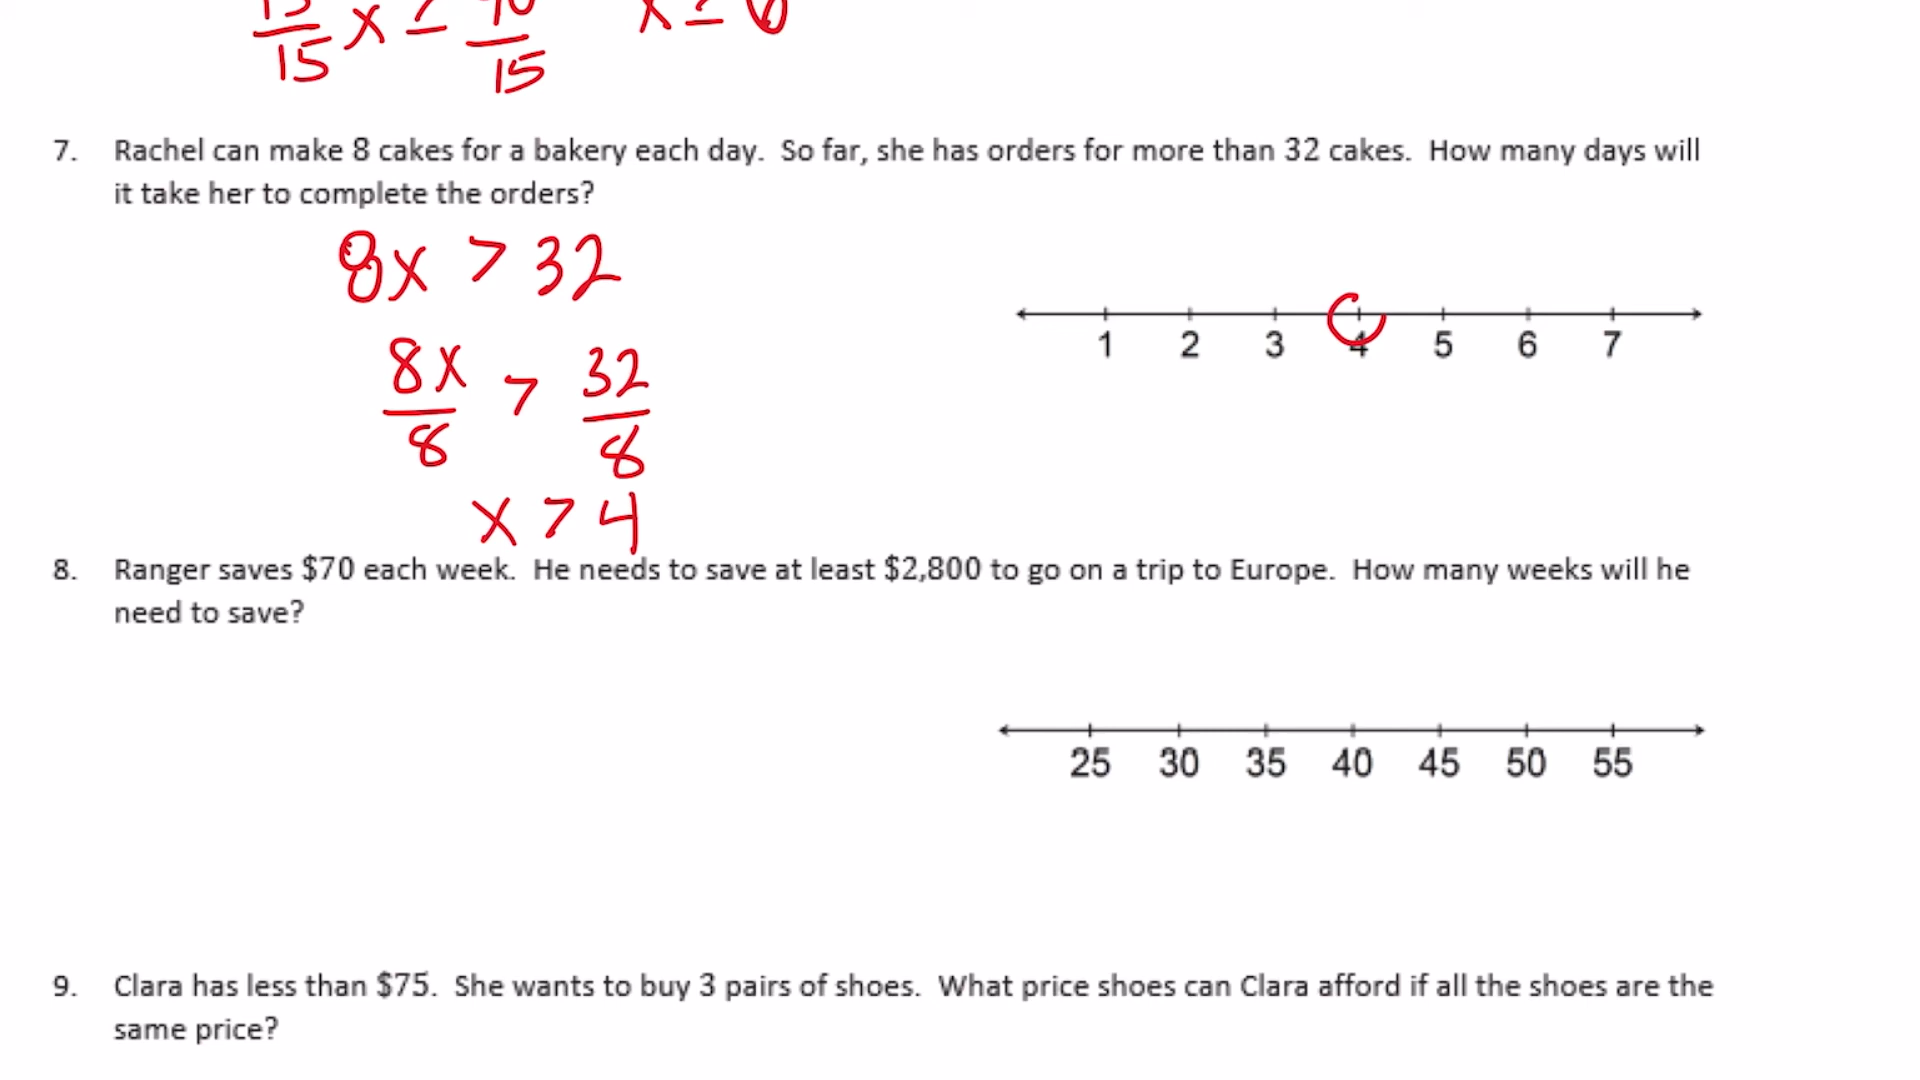 15
x ≥
15
x ≥ 6
7. Rachel can make 8 cakes for a bakery each day. So far, she has orders for more than 32 cakes. How many days will
it take her to complete the orders?
8x > 32
1 2 3 4 5 6 7
8x > 32
8 8
x > 4
8. Ranger saves $70 each week. He needs to save at least $2,800 to go on a trip to Europe. How many weeks will he
need to save?
25 30 35 40 45 50 55
9. Clara has less than $75. She wants to buy 3 pairs of shoes. What price shoes can Clara afford if all the shoes are the
same price?